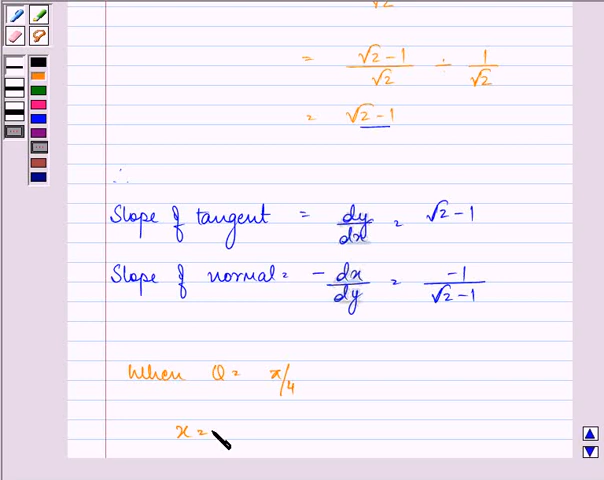 √2
= √2 - 1 / √2 ÷ 1 / √2
= √2 - 1
∴
Slope of tangent = dy/dx = √2 - 1
Slope of normal = - dx/dy = -1 / √2 - 1
When θ = π/4
x =